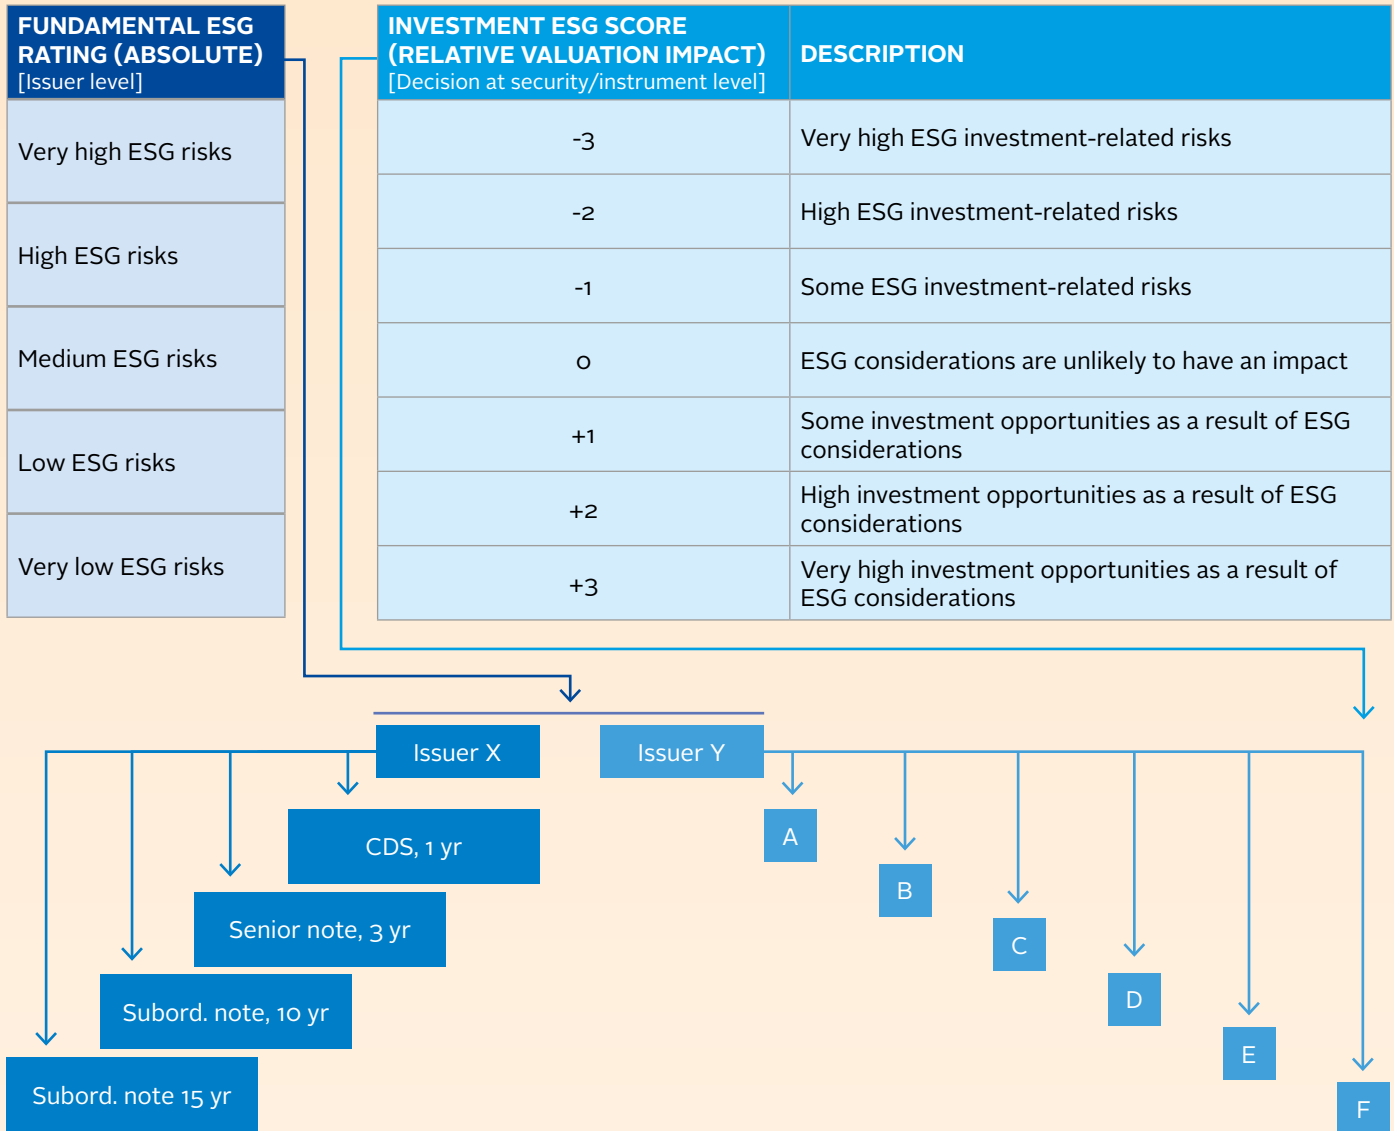 FUNDAMENTAL ESG
RATING (ABSOLUTE)
[Issuer level]
Very high ESG risks
High ESG risks
Medium ESG risks
Low ESG risks
Very low ESG risks
INVESTMENT ESG SCORE
(RELATIVE VALUATION IMPACT)
[Decision at security/instrument level]
DESCRIPTION
-3
Very high ESG investment-related risks
-2
High ESG investment-related risks
-1
Some ESG investment-related risks
0
ESG considerations are unlikely to have an impact
+1
Some investment opportunities as a result of ESG
considerations
+2
High investment opportunities as a result of ESG
considerations
+3
Very high investment opportunities as a result of
ESG considerations
Issuer X
Issuer Y
CDS, 1 yr
Senior note, 3 yr
Subord. note, 10 yr
Subord. note 15 yr
A
B
C
D
E
F